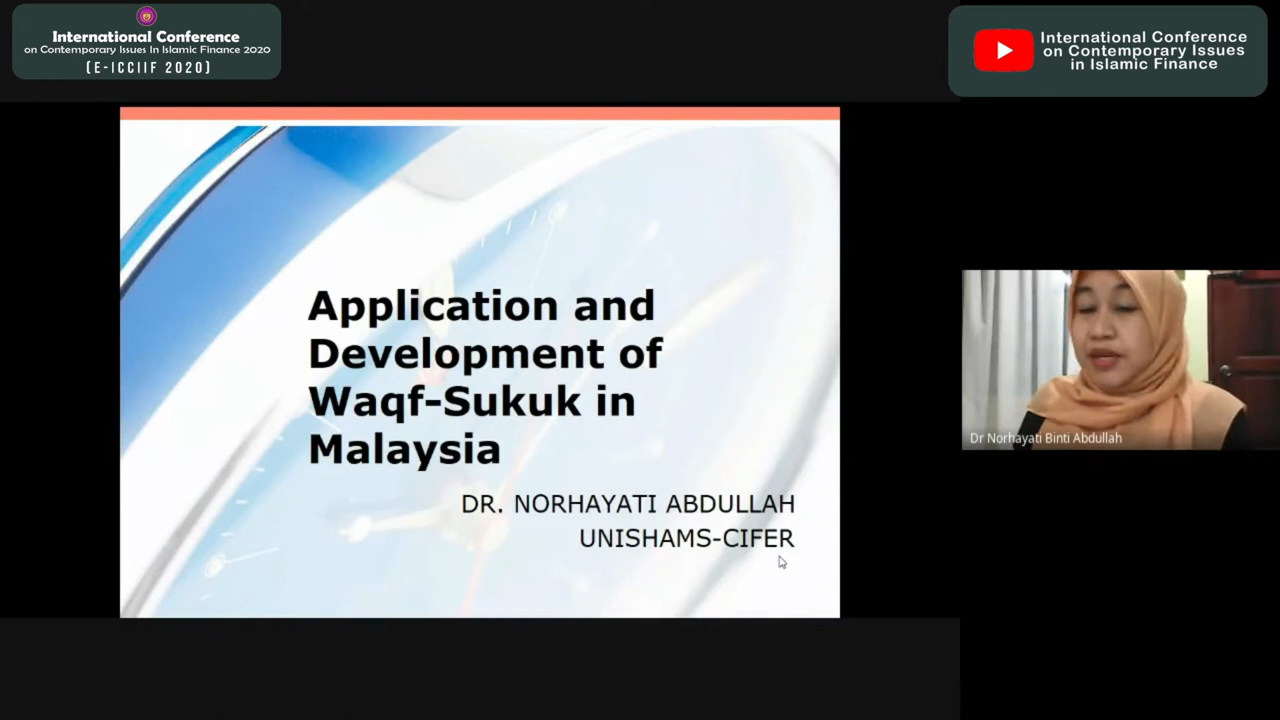 International Conference
on Contemporary Issues In Islamic Finance 2020
(E-ICCIIF 2020)
International Conference
on Contemporary Issues
in Islamic Finance
Application and
Development of
Waqf-Sukuk in
Malaysia
DR. NORHAYATI ABDULLAH
UNISHAMS-CIFER
Dr Norhayati Binti Abdullah